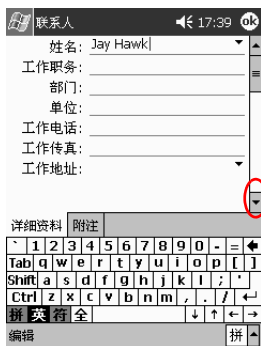 联系人 17:39 ok
姓名: Jay Hawk
工作职务:
部门:
单位:
工作电话:
工作传真:
工作地址:
详细资料 附注
` 1 2 3 4 5 6 7 8 9 0 - =
Tab q w e r t y u i o p [ ]
Shift a s d f g h j k l ; '
Ctrl z x c v b n m , . /
拼 英 符 全
编辑 拼